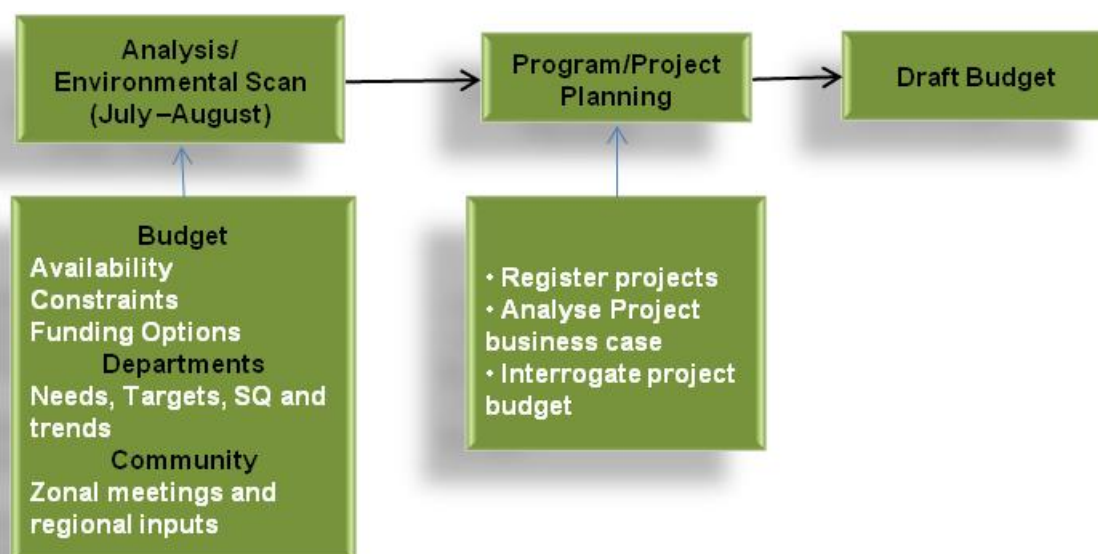 Analysis/
Environmental Scan
(July –August)
Program/Project
Planning
Draft Budget
Budget
Availability
Constraints
Funding Options
Departments
Needs, Targets, SQ and
trends
Community
Zonal meetings and
regional inputs
• Register projects
• Analyse Project
business case
• Interrogate project
budget